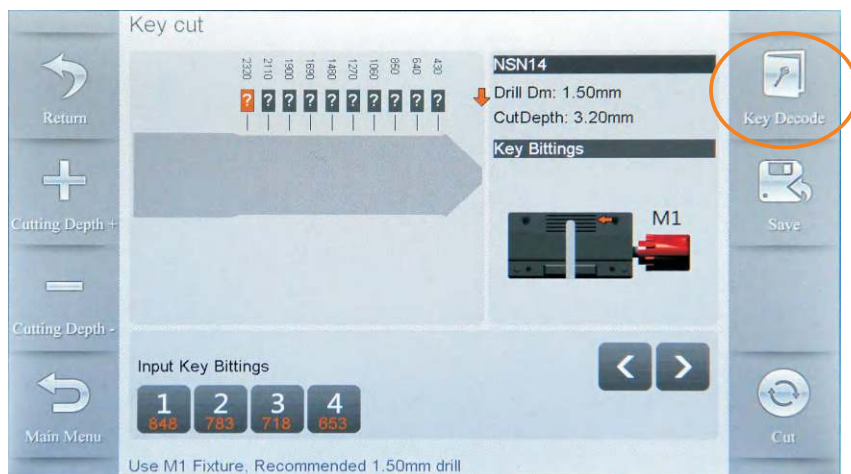 Key cut
2320 2110 1900 1690 1480 1270 1060 850 640 430
? ? ? ? ? ? ? ? ? ?
NSN14
Drill Dm: 1.50mm
CutDepth: 3.20mm
Key Bittings
M1
Return
Cutting Depth +
Cutting Depth -
Main Menu
Key Decode
Save
Cut
Input Key Bittings
1 2 3 4
848 783 718 653
< >
Use M1 Fixture, Recommended 1.50mm drill